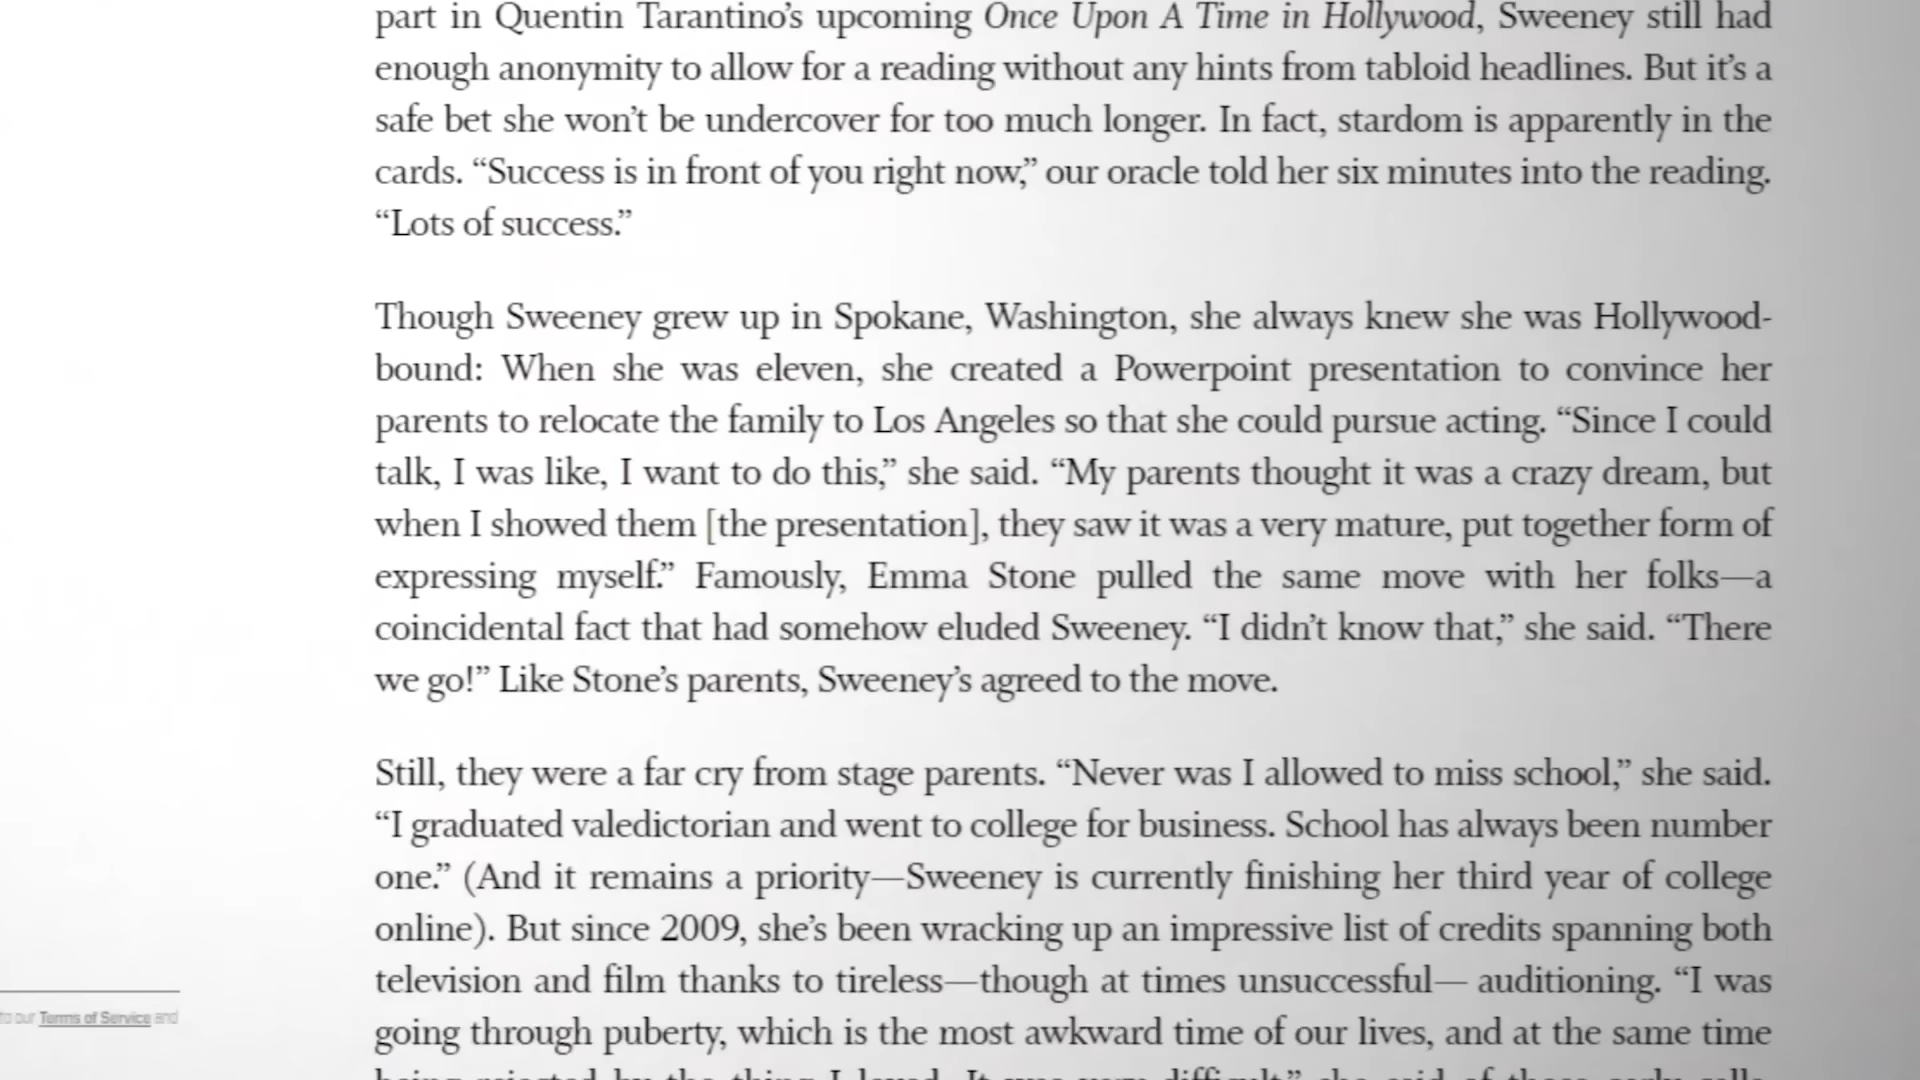 part in Quentin Tarantino’s upcoming Once Upon A Time in Hollywood, Sweeney still had
enough anonymity to allow for a reading without any hints from tabloid headlines. But it’s a
safe bet she won’t be undercover for too much longer. In fact, stardom is apparently in the
cards. “Success is in front of you right now,” our oracle told her six minutes into the reading.
“Lots of success.”
Though Sweeney grew up in Spokane, Washington, she always knew she was Hollywood-
bound: When she was eleven, she created a Powerpoint presentation to convince her
parents to relocate the family to Los Angeles so that she could pursue acting. “Since I could
talk, I was like, I want to do this,” she said. “My parents thought it was a crazy dream, but
when I showed them [the presentation], they saw it was a very mature, put together form of
expressing myself.” Famously, Emma Stone pulled the same move with her folks—a
coincidental fact that had somehow eluded Sweeney. “I didn’t know that,” she said. “There
we go!” Like Stone’s parents, Sweeney’s agreed to the move.
Still, they were a far cry from stage parents. “Never was I allowed to miss school,” she said.
“I graduated valedictorian and went to college for business. School has always been number
one.” (And it remains a priority—Sweeney is currently finishing her third year of college
online). But since 2009, she’s been wracking up an impressive list of credits spanning both
television and film thanks to tireless—though at times unsuccessful— auditioning. “I was
going through puberty, which is the most awkward time of our lives, and at the same time
to our Terms of Service and